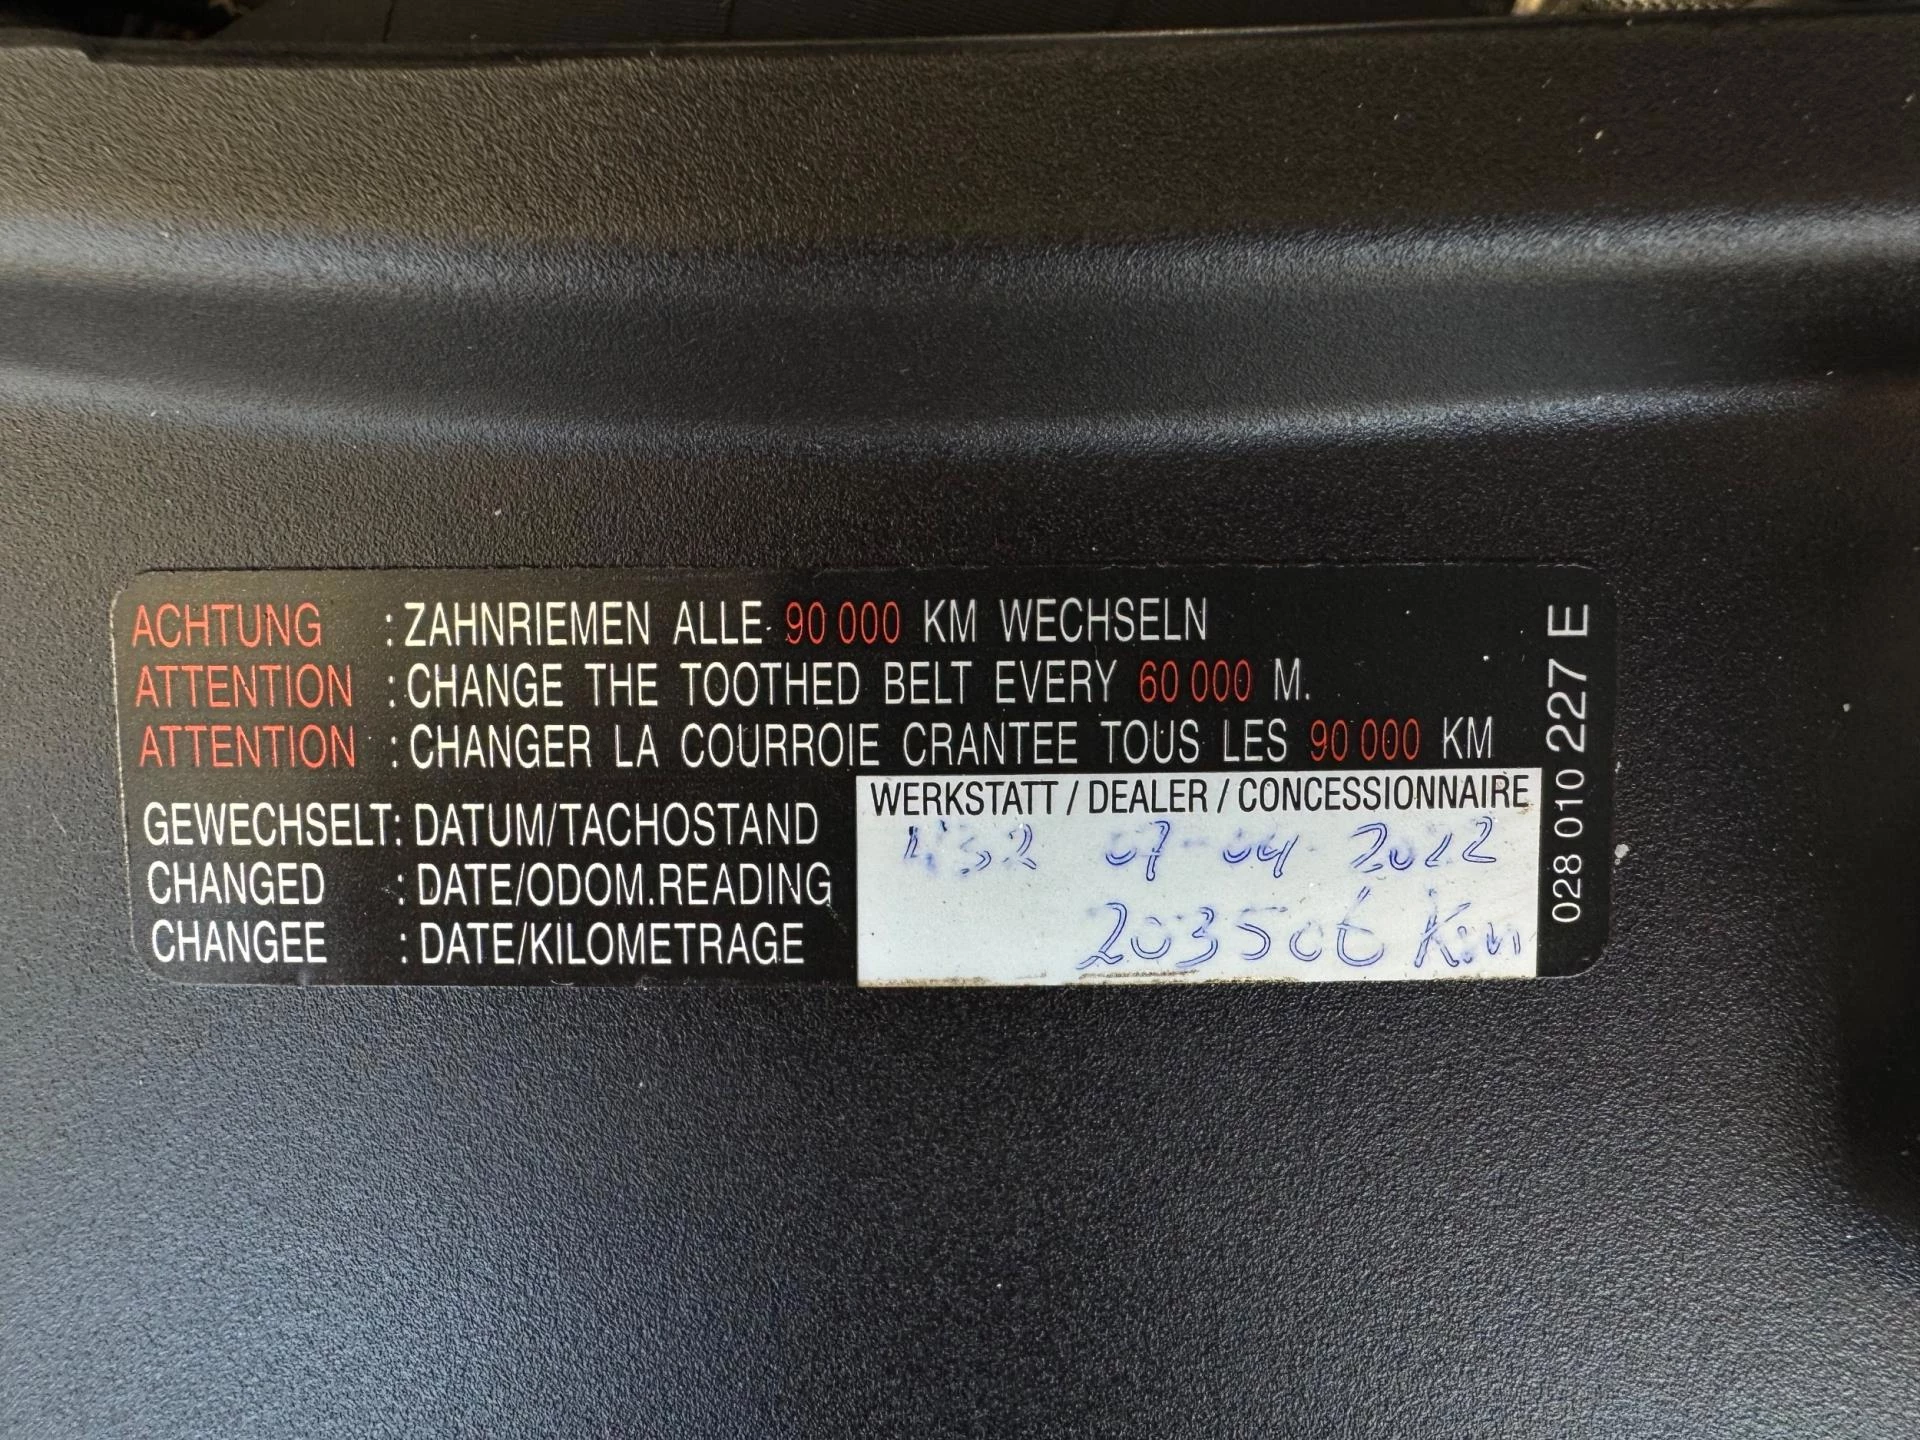 ACHTUNG : ZAHNRIEMEN ALLE 90 000 KM WECHSELN
ATTENTION : CHANGE THE TOOTHED BELT EVERY 60 000 M.
ATTENTION : CHANGER LA COURROIE CRANTEE TOUS LES 90 000 KM
WERKSTATT / DEALER / CONCESSIONNAIRE
GEWECHSELT: DATUM/TACHOSTAND
CHANGED : DATE/ODOM.READING
CHANGEE : DATE/KILOMETRAGE
07-04-2022
203506 Km
028 010 227 E